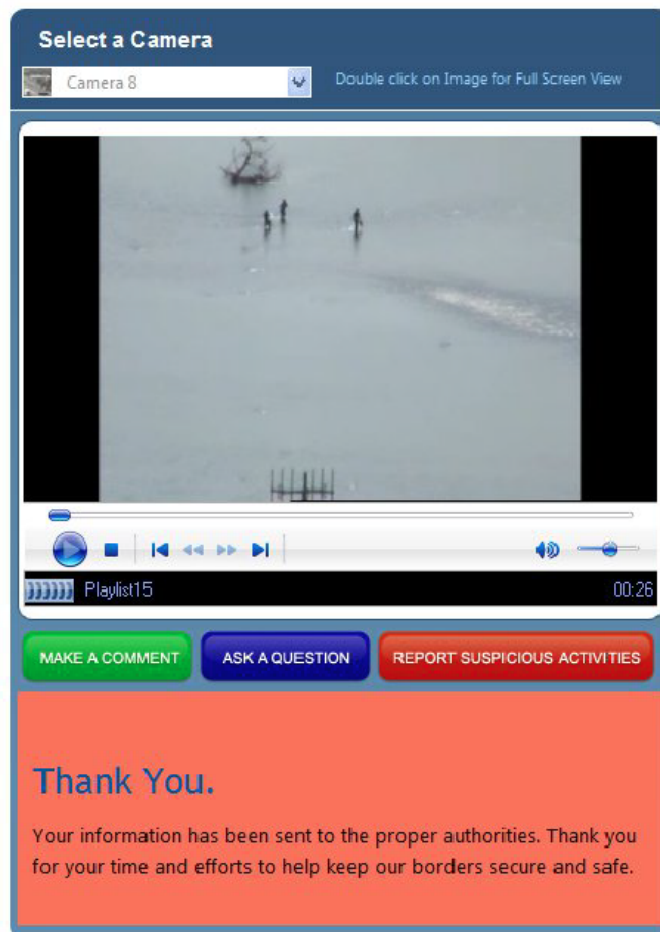 Select a Camera
Camera 8
Double click on Image for Full Screen View
Playlist15
00:26
MAKE A COMMENT
ASK A QUESTION
REPORT SUSPICIOUS ACTIVITIES
Thank You.
Your information has been sent to the proper authorities. Thank you
for your time and efforts to help keep our borders secure and safe.